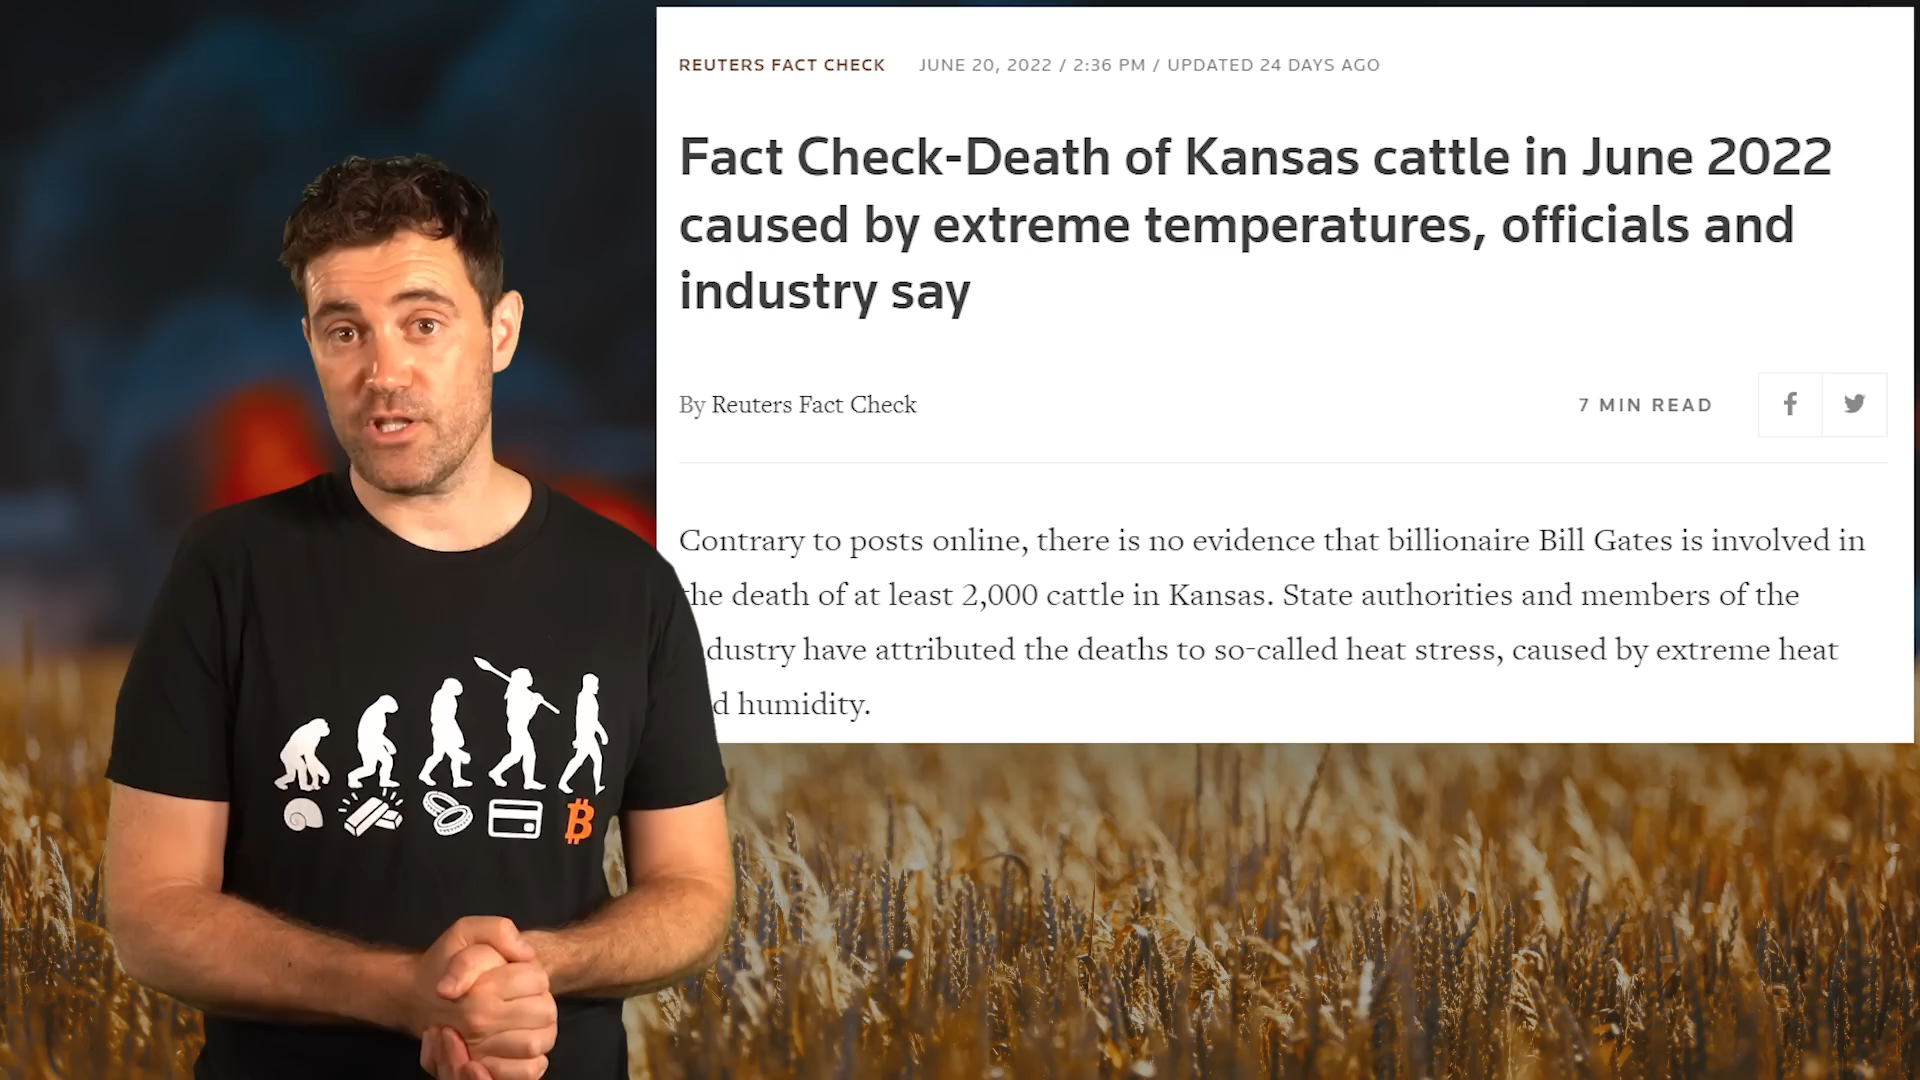 REUTERS FACT CHECK JUNE 20, 2022 / 2:36 PM / UPDATED 24 DAYS AGO
Fact Check-Death of Kansas cattle in June 2022
caused by extreme temperatures, officials and
industry say
By Reuters Fact Check
7 MIN READ
Contrary to posts online, there is no evidence that billionaire Bill Gates is involved in
the death of at least 2,000 cattle in Kansas. State authorities and members of the
dustry have attributed the deaths to so-called heat stress, caused by extreme heat
d humidity.